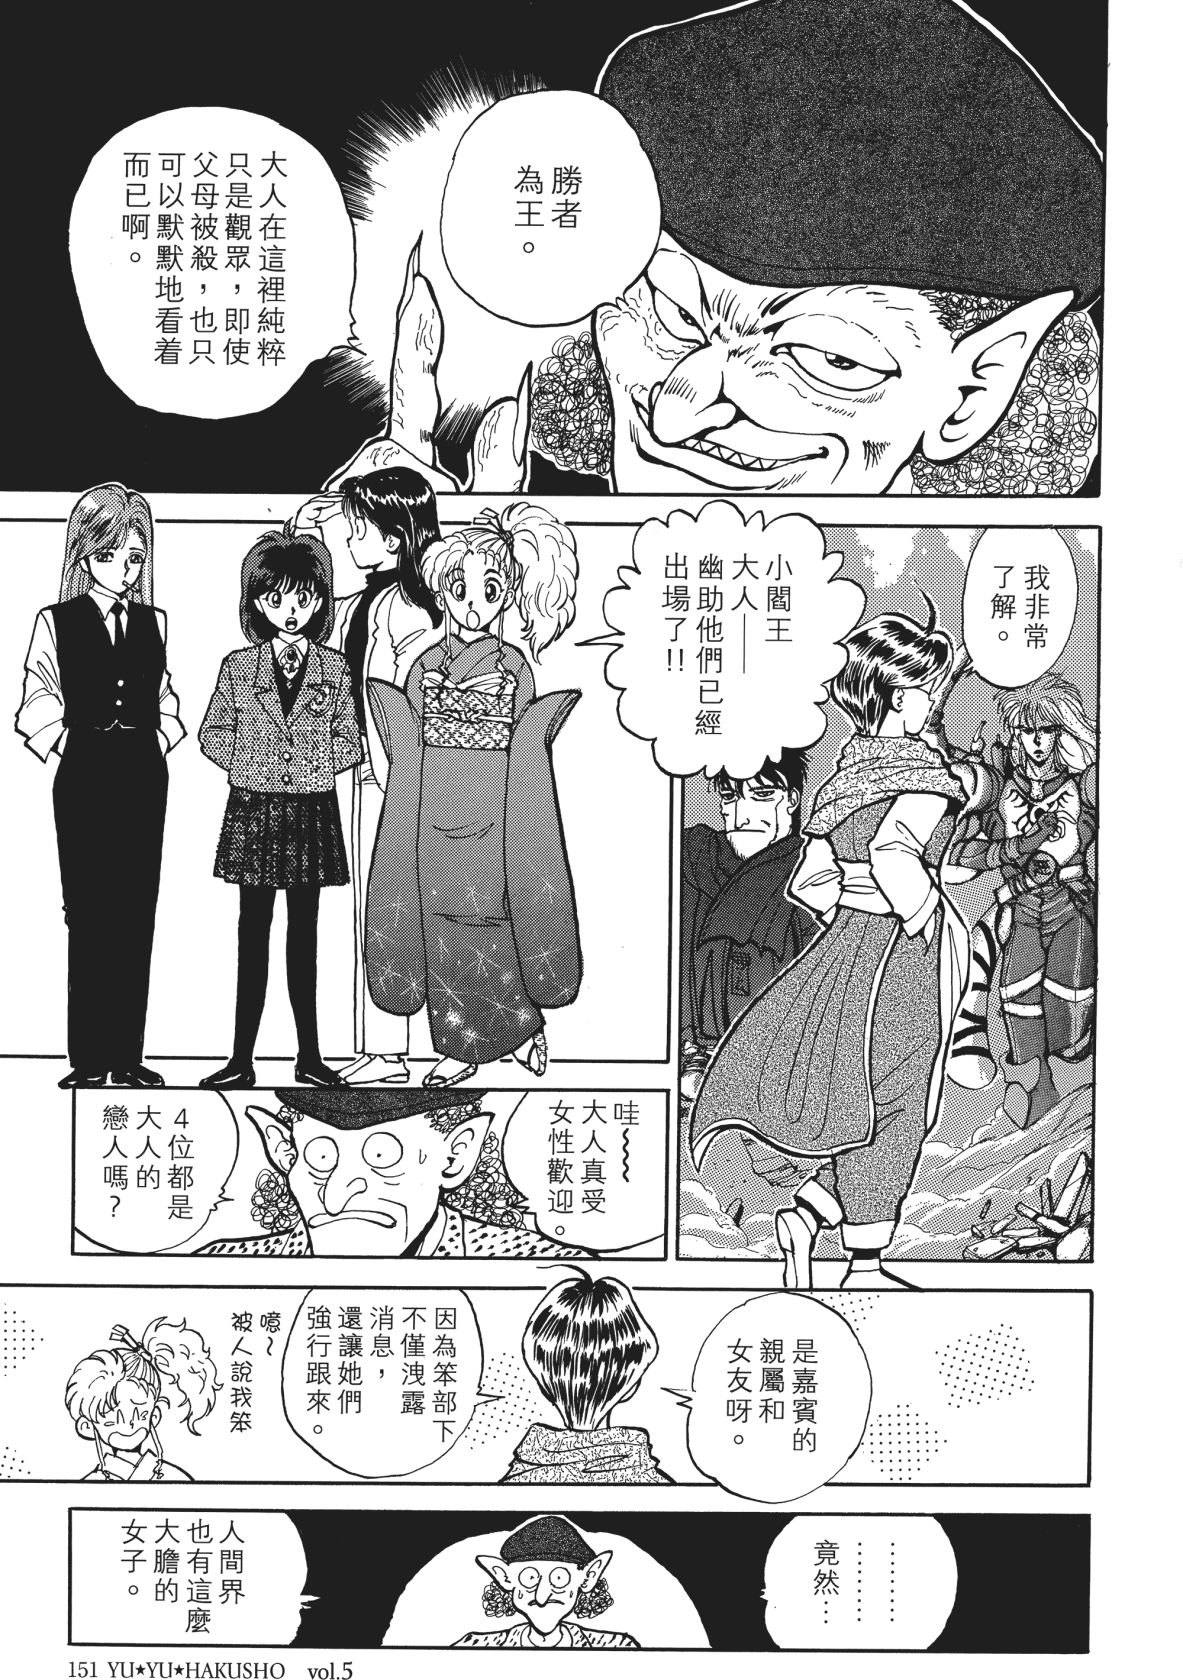 勝者
為王。
大人在這裡純粹
只是觀眾，即使
父母被殺，也只
可以默默地看着
而已啊。
我非常
了解。
小閻王
大人——
幽助他們已經
出場了!!
哇~~~
大人真受
女性歡迎。
4位都是
大人的
戀人嗎?
是嘉賓的
親屬和
女友呀。
因為笨部下
不僅洩露
消息，
還讓她們
強行跟來。
噫~
被人說我笨
………
………
竟然…
人間界
也有這麼
大膽的
女子。
151 YU★YU★HAKUSHO vol.5